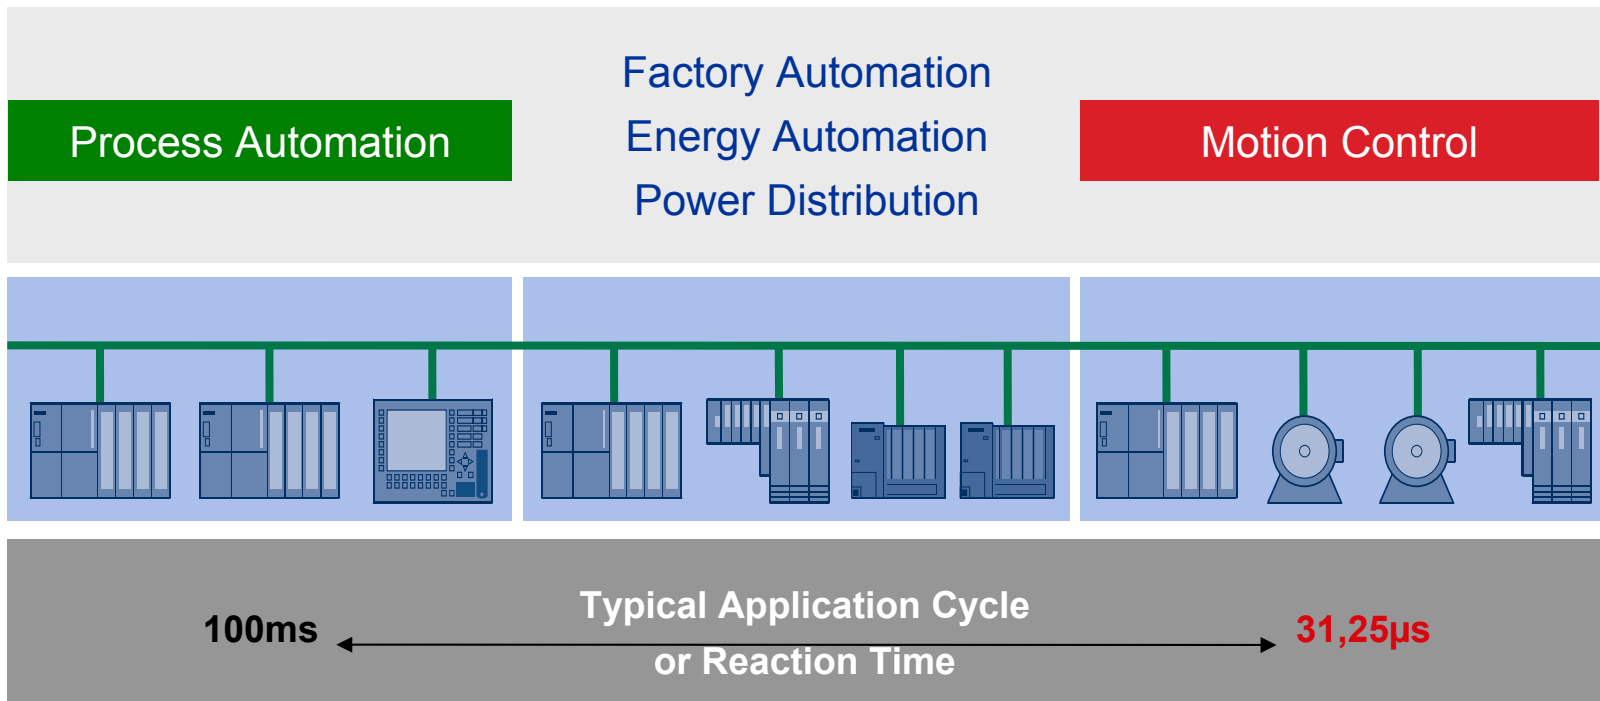 Process Automation
Factory Automation
Energy Automation
Power Distribution
Motion Control
100ms
Typical Application Cycle
or Reaction Time
31,25µs